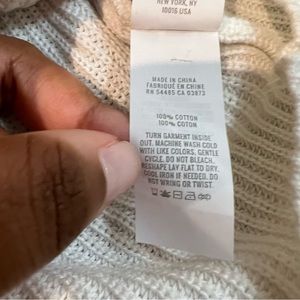 NEW YORK, NY
10016 USA
MADE IN CHINA
FABRIQUE EN CHINE
RN 54485 CA 03873
100% COTTON
100% COTON
TURN GARMENT INSIDE
OUT. MACHINE WASH COLD
WITH LIKE COLORS, GENTLE
CYCLE. DO NOT BLEACH.
RESHAPE LAY FLAT TO DRY.
COOL IRON IF NEEDED. DO
NOT WRING OR TWIST.